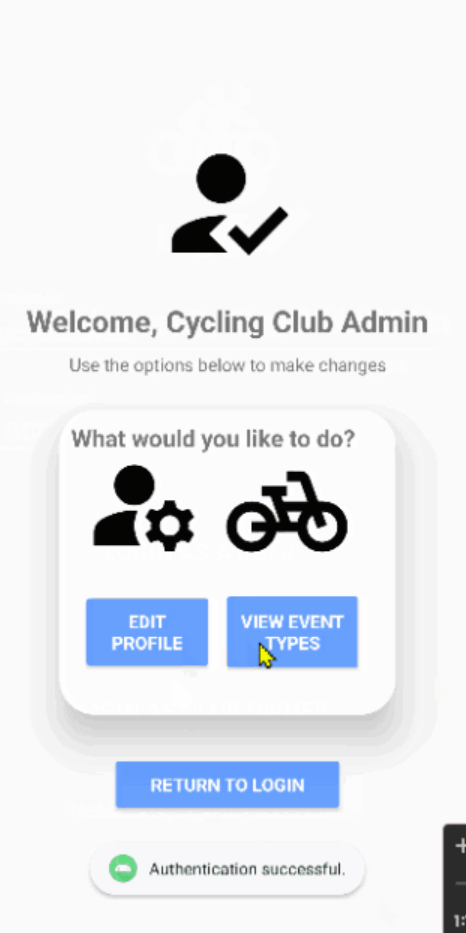 Welcome, Cycling Club Admin
Use the options below to make changes
What would you like to do?
EDIT
PROFILE
VIEW EVENT
TYPES
RETURN TO LOGIN
Authentication successful.